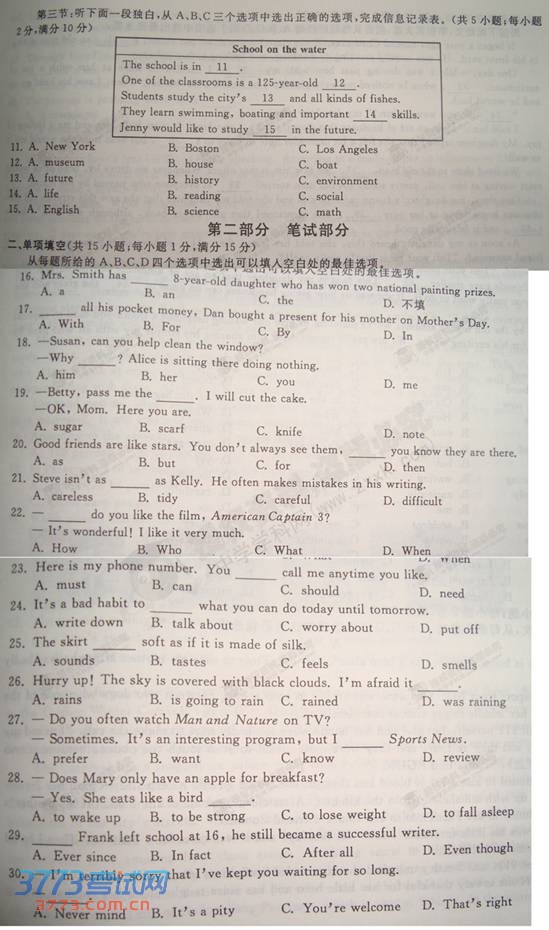 第三节:听下面一段独白,从 A、B、C 三个选项中选出正确的选项,完成信息记录表。(共 5 小题;每小题
2分,满分 10 分)
School on the water
The school is in 11 .
One of the classrooms is a 125-year-old 12 .
Students study the city's 13 and all kinds of fishes.
They learn swimming, boating and important 14 skills.
Jenny would like to study 15 in the future.
11. A. New York B. Boston C. Los Angeles
12. A. museum B. house C. boat
13. A. future B. history C. environment
14. A. life B. reading C. social
15. A. English B. science C. math
第二部分 笔试部分
二、单项填空(共 15 小题;每小题 1 分,满分 15 分)
从每题所给的 A、B、C、D 四个选项中选出可以填入空白处的最佳选项。
16. Mrs. Smith has ______ 8-year-old daughter who has won two national painting prizes.
A. a B. an C. the D. 不填
17. ______ all his pocket money, Dan bought a present for his mother on Mother's Day.
A. With B. For C. By D. In
18. —Susan, can you help clean the window?
—Why ______? Alice is sitting there doing nothing.
A. him B. her C. you D. me
19. —Betty, pass me the ______. I will cut the cake.
—OK, Mom. Here you are.
A. sugar B. scarf C. knife D. note
20. Good friends are like stars. You don't always see them, ______ you know they are there.
A. as B. but C. for D. then
21. Steve isn't as ______ as Kelly. He often makes mistakes in his writing.
A. careless B. tidy C. careful D. difficult
22. — ______ do you like the film, American Captain 3?
— It's wonderful! I like it very much.
A. How B. Who C. What D. When
23. Here is my phone number. You ______ call me anytime you like.
A. must B. can C. should D. need
24. It's a bad habit to ______ what you can do today until tomorrow.
A. write down B. talk about C. worry about D. put off
25. The skirt ______ soft as if it is made of silk.
A. sounds B. tastes C. feels D. smells
26. Hurry up! The sky is covered with black clouds. I'm afraid it ______.
A. rains B. is going to rain C. rained D. was raining
27. — Do you often watch Man and Nature on TV?
— Sometimes. It's an interesting program, but I ______ Sports News.
A. prefer B. want C. know D. review
28. — Does Mary only have an apple for breakfast?
— Yes. She eats like a bird ______.
A. to wake up B. to be strong C. to lose weight D. to fall asleep
29. ______ Frank left school at 16, he still became a successful writer.
A. Ever since B. In fact C. After all D. Even though
30. — I'm terribly sorry that I've kept you waiting for so long.
— ______.
A. Never mind B. It's a pity C. You're welcome D. That's right
3773考试网
a773.com.cn